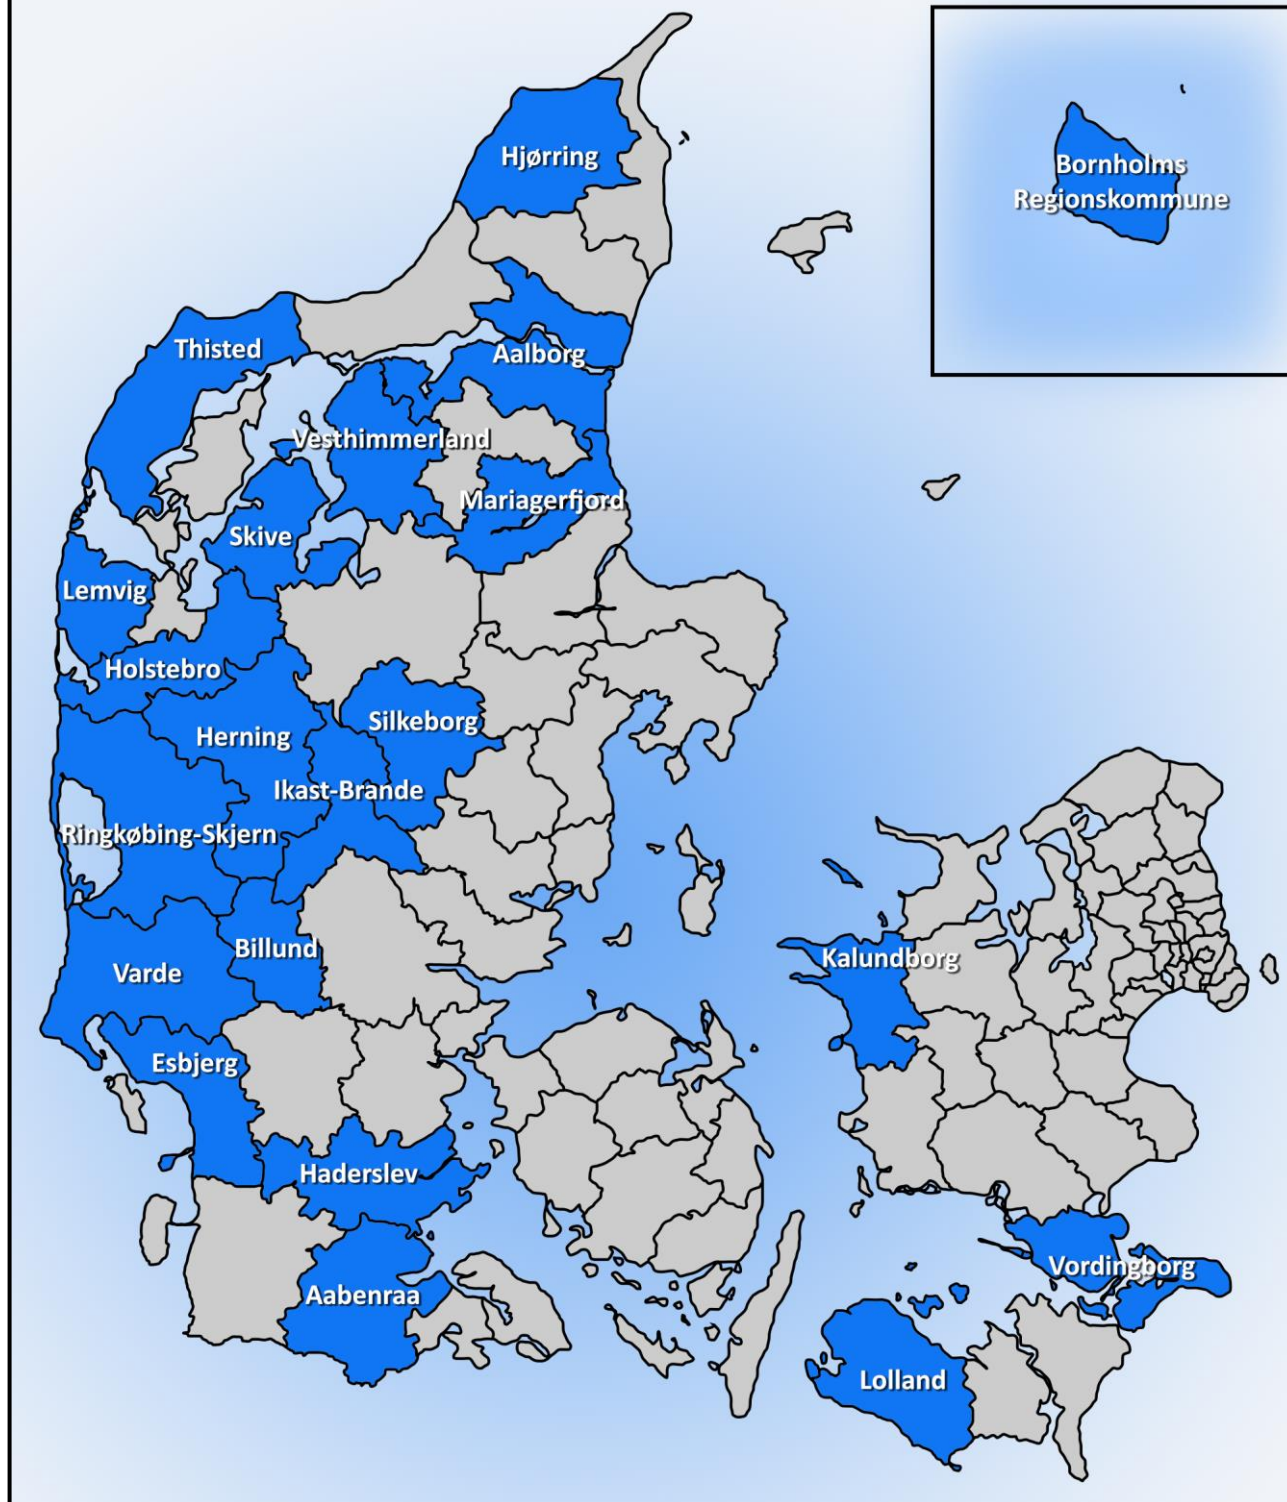 Hjørring
Bornholms
Regionskommune
Thisted
Aalborg
Vesthimmerland
Mariagerfjord
Skive
Lemvig
Holstebro
Silkeborg
Herning
Ikast-Brande
Ringkøbing-Skjern
Billund
Kalundborg
Varde
Esbjerg
Haderslev
Vordingborg
Aabenraa
Lolland